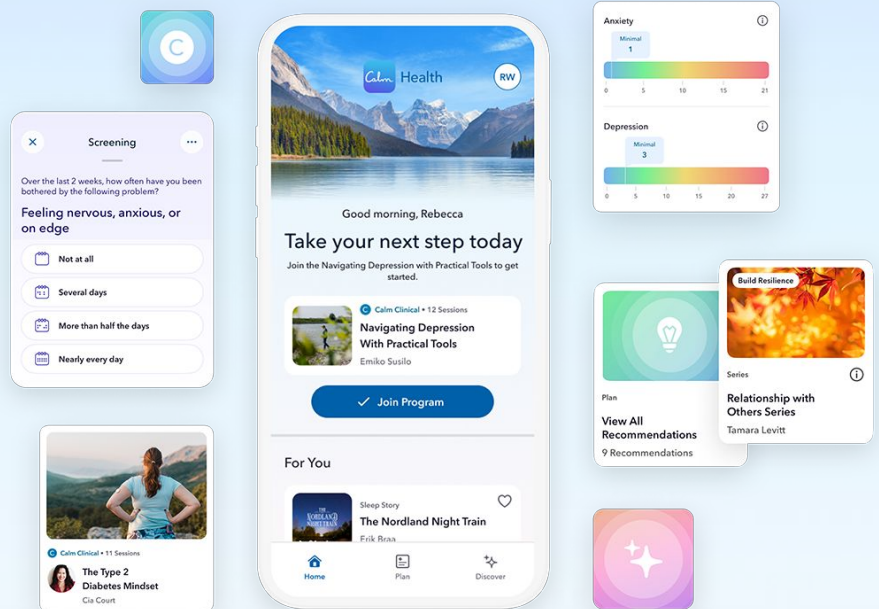 C
Screening
Over the last 2 weeks, how often have you been
bothered by the following problem?
Feeling nervous, anxious, or
on edge
Not at all
Several days
More than half the days
Nearly every day
C Calm Clinical • 11 Sessions
The Type 2
Diabetes Mindset
Cia Court
Calm Health
RW
Good morning, Rebecca
Take your next step today
Join the Navigating Depression with Practical Tools to get
started.
C Calm Clinical • 12 Sessions
Navigating Depression
With Practical Tools
Emiko Susilo
Join Program
For You
THE
NORDLAND
NIGHT TRAIN
Sleep Story
The Nordland Night Train
Erik Braa
Home
Plan
Discover
Anxiety
Minimal
1
0 5 10 15 21
Depression
Minimal
3
0 5 10 15 20 27
Plan
View All
Recommendations
9 Recommendations
Build Resilience
Series
Relationship with
Others Series
Tamara Levitt